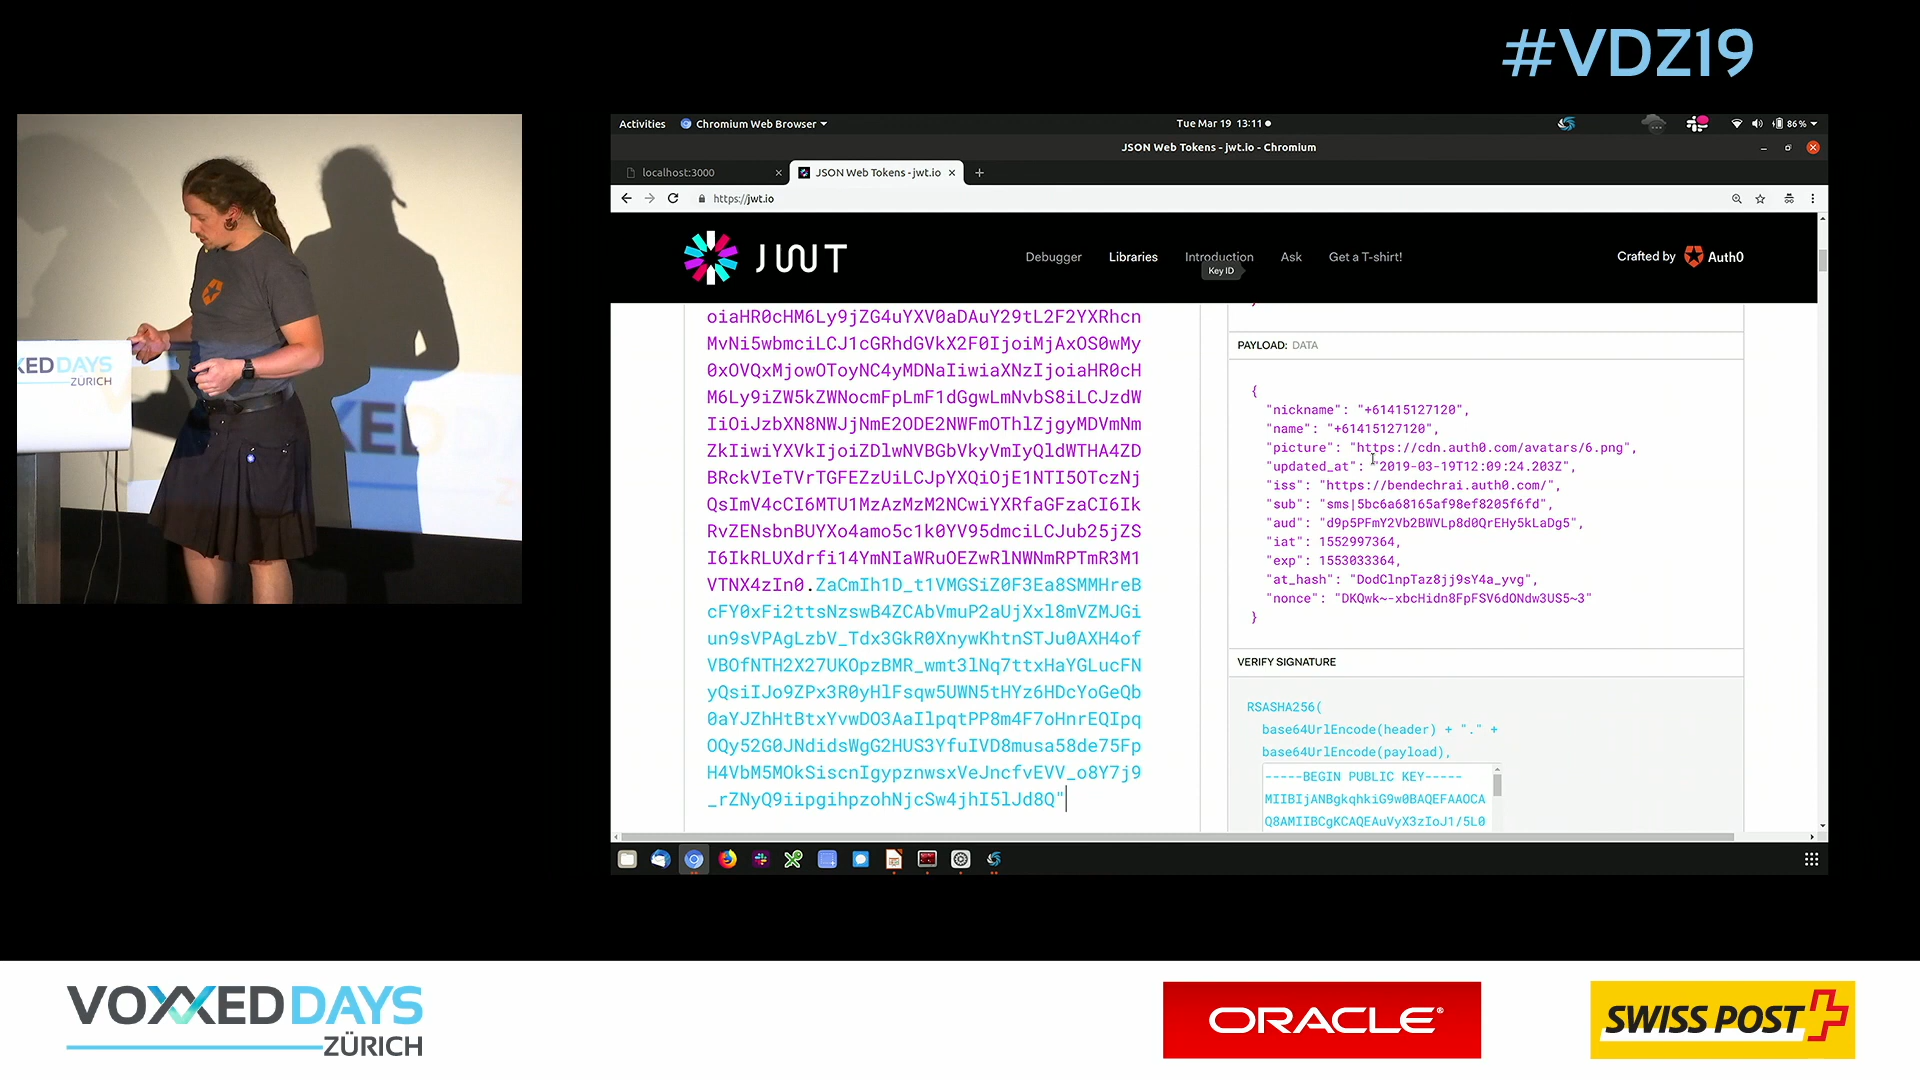 #VDZ19
XED DAYS
ZÜRICH
Activities
Chromium Web Browser
Tue Mar 19 13:11
86 %
JSON Web Tokens - jwt.io - Chromium
localhost:3000
JSON Web Tokens - jwt.io
https://jwt.io
JWT
Debugger
Libraries
Introduction
Ask
Get a T-shirt!
Crafted by
Auth0
Key ID
oiaHR0cHM6Ly9jZG4uYXV0aDAuY29tL2F2YXRhcn
MvNi5wbmciLCJ1cGRhdGVkX2F0IjoiMjAxOS0wMy
0xOVQxMjowOToyNC4yMDNaIiwiaXNzIjoiaHR0cH
M6Ly9iZW5kZWNocmFpLmF1dGgwLmNvbS8iLCJzdW
IiOiJzbXN8NWJjNmE2ODE2NWFmOThlZjgyMDVmNm
ZkIiwiYXVkIjoiZDlwNVBGbVkyVmIyQldWTHA4ZD
BRckVIeTVrTGFEZzUiLCJpYXQiOjE1NTI5OTczNj
QsImV4cCI6MTU1MzAzMzM2NCwiYXRfaGFzaCI6Ik
RvZENsbnBUYXo4amo5c1k0YV95dmciLCJub25jZS
I6IkRLUXdrfi14YmNIaWRuOEZwRlNWNmRPTmR3M1
VTNX4zIn0.ZaCmIh1D_t1VMGSiZ0F3Ea8SMMHreB
cFY0xFi2ttsNzswB4ZCAbVmuP2aUjXxl8mVZMJGi
un9sVPAgLzbV_Tdx3GkR0XnywKhtnSTJu0AXH4of
VBOfNTH2X27UKOpzBMR_wmt3lNq7ttxHaYGLucFN
yQsiIJo9ZPx3R0yHlFsqw5UWN5tHYz6HDcYoGeQb
0aYJZhHtBtxYvwDO3AaIlpqtPP8m4F7oHnrEQIpq
OQy52G0JNdidsWgG2HUS3YfuIVD8musa58de75Fp
H4VbM5MOkSiscnIgypznwsxVeJncfvEVV_o8Y7j9
_rZNyQ9iipgihpzohNjcSw4jhI5lJd8Q"
PAYLOAD: DATA
{
"nickname": "+61415127120",
"name": "+61415127120",
"picture": "https://cdn.auth0.com/avatars/6.png",
"updated_at": "2019-03-19T12:09:24.203Z",
"iss": "https://bendechrai.auth0.com/",
"sub": "sms|5bc6a68165af98ef8205f6fd",
"aud": "d9p5PFmY2Vb2BWVLp8d0QrEHy5kLaDg5",
"iat": 1552997364,
"exp": 1553033364,
"at_hash": "DodClnpTaz8jj9sY4a_yvg",
"nonce": "DKQwk~-xbcHidn8FpFSV6dONdw3US5~3"
}
VERIFY SIGNATURE
RSASHA256(
base64UrlEncode(header) + "." +
base64UrlEncode(payload),
-----BEGIN PUBLIC KEY-----
MIIBIjANBgkqhkiG9w0BAQEFAAOCA
Q8AMIIBCgKCAQEAuVyX3zIoJ1/5L0
VOXXED DAYS
ZÜRICH
ORACLE®
SWISS POST